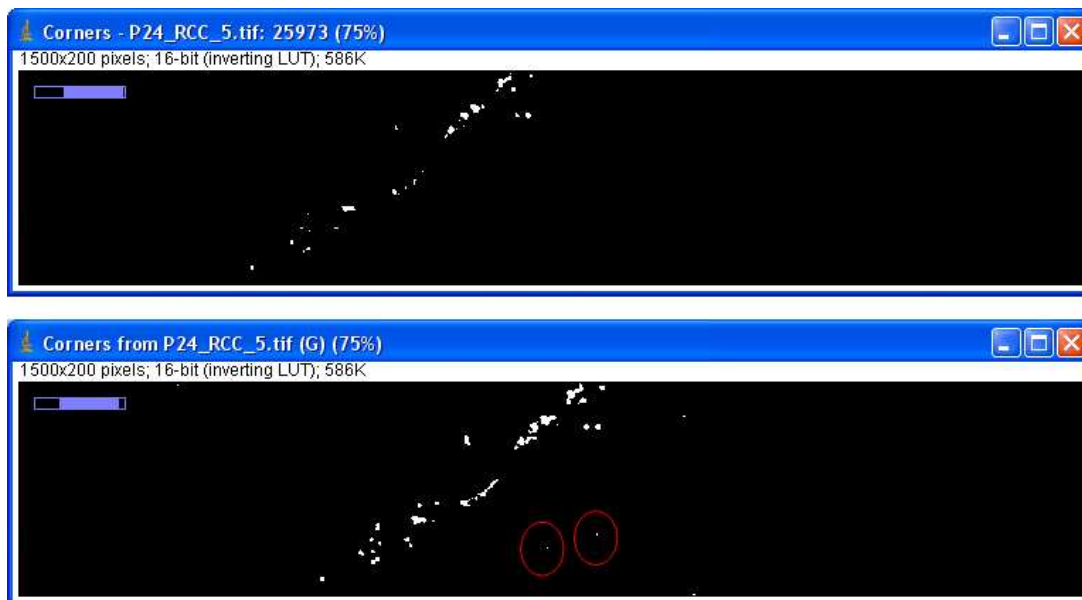 Corners - P24_RCC_5.tif: 25973 (75%)
1500x200 pixels; 16-bit (inverting LUT); 586K
Corners from P24_RCC_5.tif (G) (75%)
1500x200 pixels; 16-bit (inverting LUT); 586K